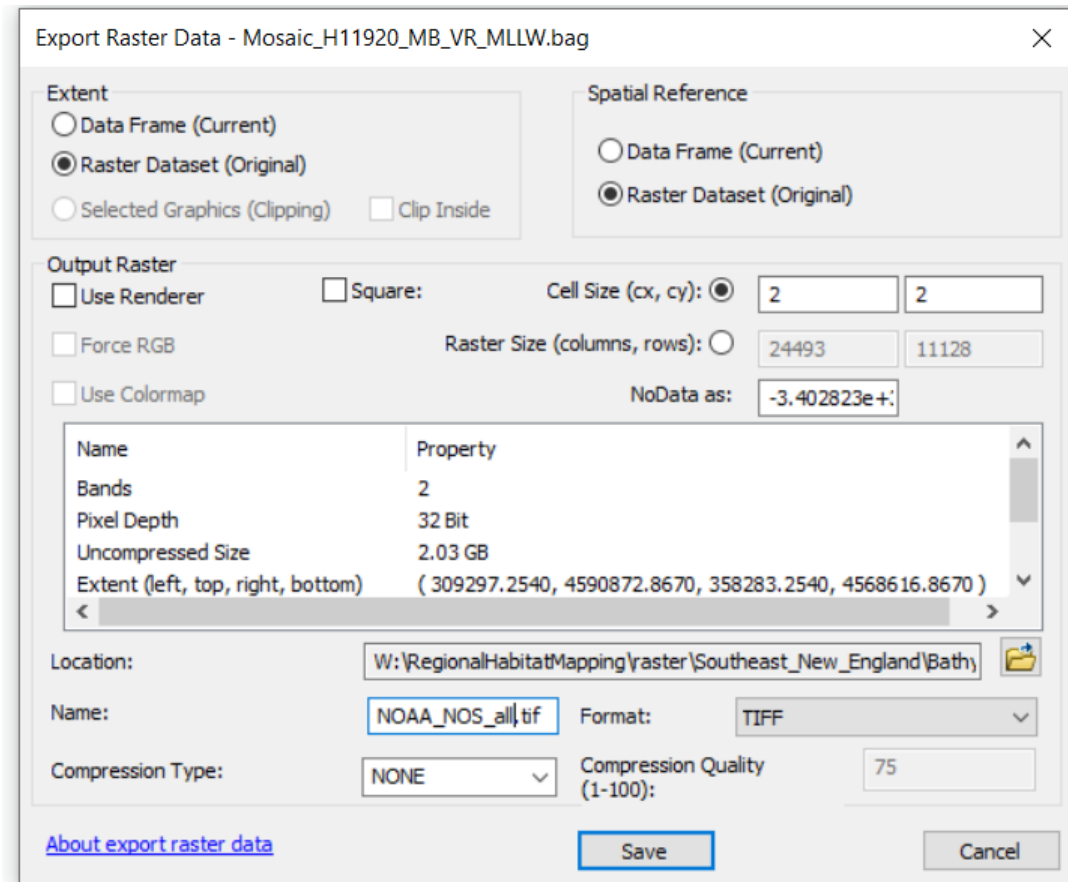 Export Raster Data - Mosaic_H11920_MB_VR_MLLW.bag
Extent
Data Frame (Current)
Raster Dataset (Original)
Selected Graphics (Clipping) Clip Inside
Spatial Reference
Data Frame (Current)
Raster Dataset (Original)
Output Raster
Use Renderer Square: Cell Size (cx, cy): 2 2
Force RGB Raster Size (columns, rows): 24493 11128
Use Colormap NoData as: -3.402823e+
Name Property
Bands 2
Pixel Depth 32 Bit
Uncompressed Size 2.03 GB
Extent (left, top, right, bottom) ( 309297.2540, 4590872.8670, 358283.2540, 4568616.8670 )
Location: W:\RegionalHabitatMapping\raster\Southeast_New_England\Bathy
Name: NOAA_NOS_all.tif Format: TIFF
Compression Type: NONE Compression Quality (1-100): 75
About export raster data Save Cancel